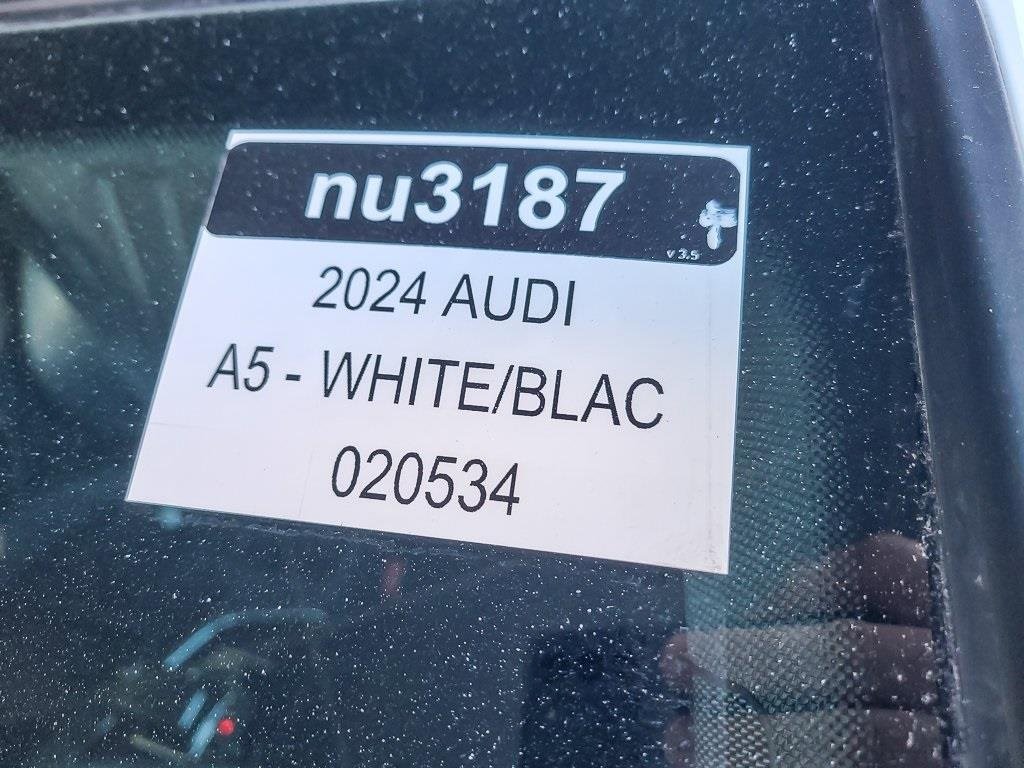 nu3187
v 3.5
2024 AUDI
A5 - WHITE/BLAC
020534